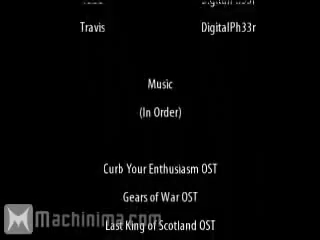 Travis DigitalPh33r
Music
(In Order)
Curb Your Enthusiasm OST
Gears of War OST
Machinima.com
Last King of Scotland OST